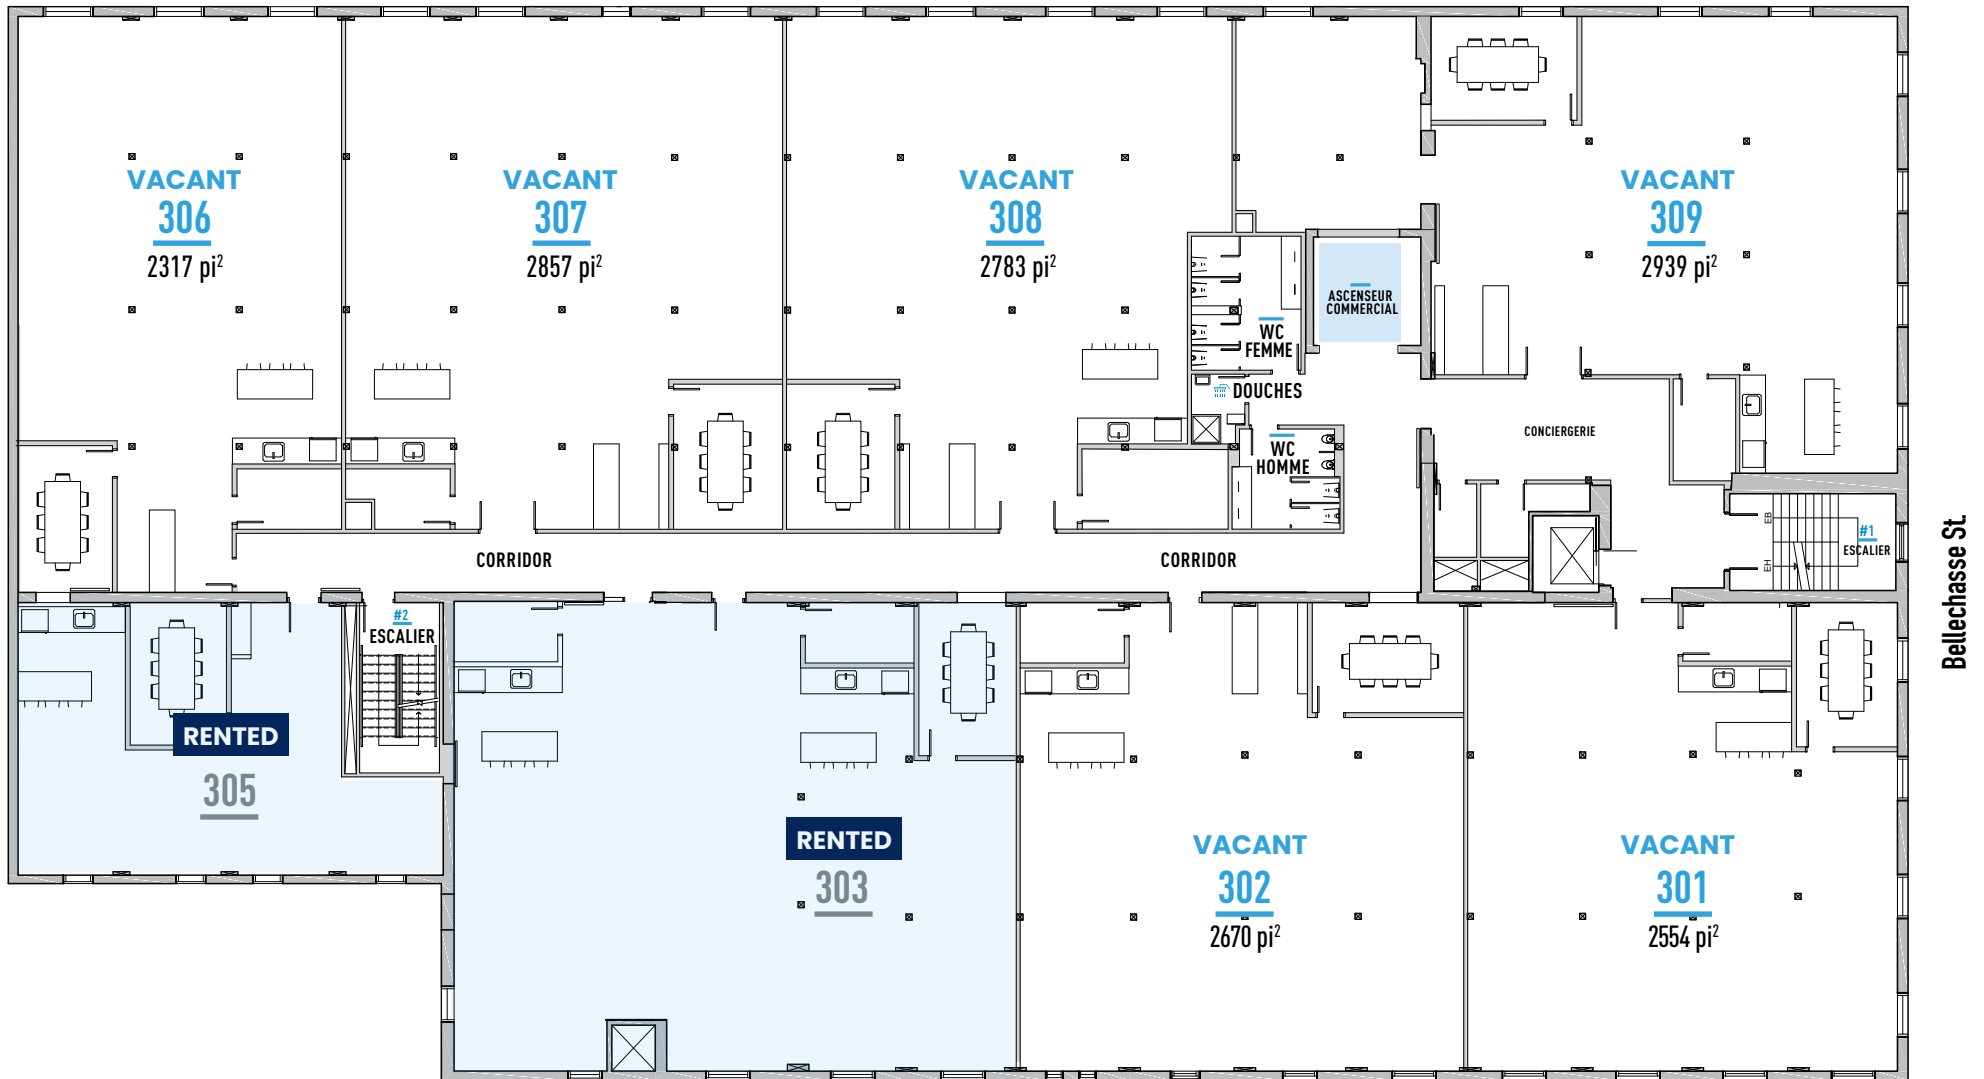 VACANT
306
2317 pi²
VACANT
307
2857 pi²
VACANT
308
2783 pi²
VACANT
309
2939 pi²
ASCENSEUR
COMMERCIAL
WC
FEMME
DOUCHES
WC
HOMME
CONCIERGERIE
CORRIDOR
CORRIDOR
EB
EH
#1
ESCALIER
Bellechasse St.
#2
ESCALIER
RENTED
305
RENTED
303
VACANT
302
2670 pi²
VACANT
301
2554 pi²